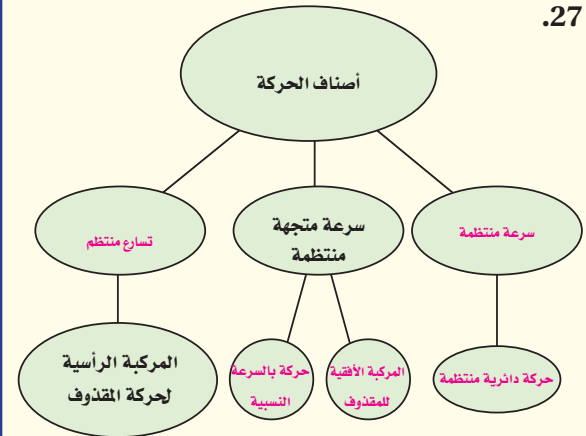 .27
أصناف الحركة
سرعة منتظمة
سرعة متجهة
منتظمة
تسارع منتظم
حركة دائرية منتظمة
المركبة الأفقية
للمقذوف
حركة بالسرعة
النسبية
المركبة الرأسية
لحركة المقذوف